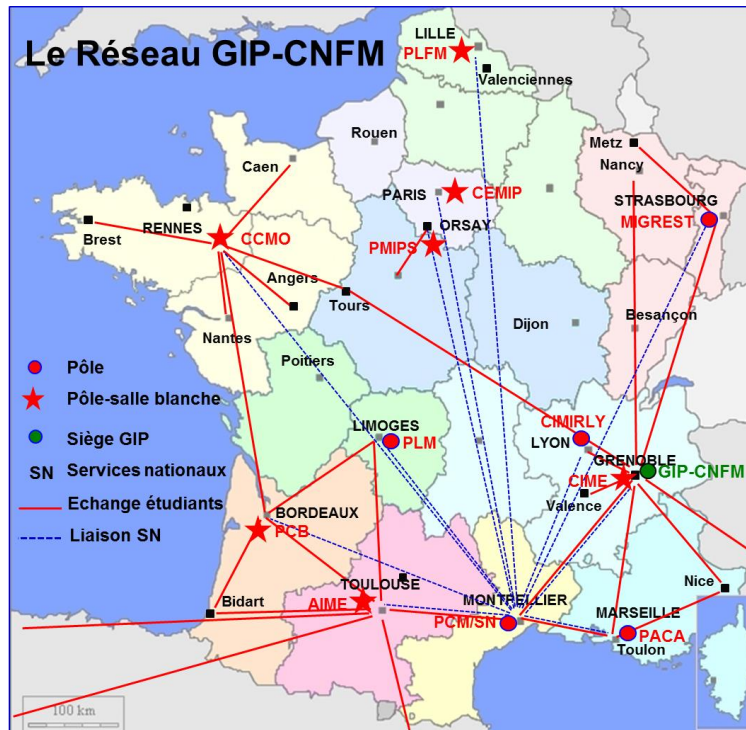 Le Réseau GIP-CNFM
LILLE
PLFM
Valenciennes
Rouen
Metz
Nancy
Caen
PARIS
CEMIP
STRASBOURG
MIGREST
RENNES
Brest
CCMO
ORSAY
PMIPS
Angers
Tours
Nantes
Dijon
Besançon
Poitiers
Pôle
Pôle-salle blanche
Siège GIP
SN Services nationaux
Echange étudiants
Liaison SN
LIMOGES
PLM
CIMIRLY
LYON
GRENOBLE
GIP-CNFM
CIME
Valence
BORDEAUX
PCB
TOULOUSE
AIME
Bidart
MONTPELLIER
PCM/SN
Nice
MARSEILLE
PACA
Toulon
100 km